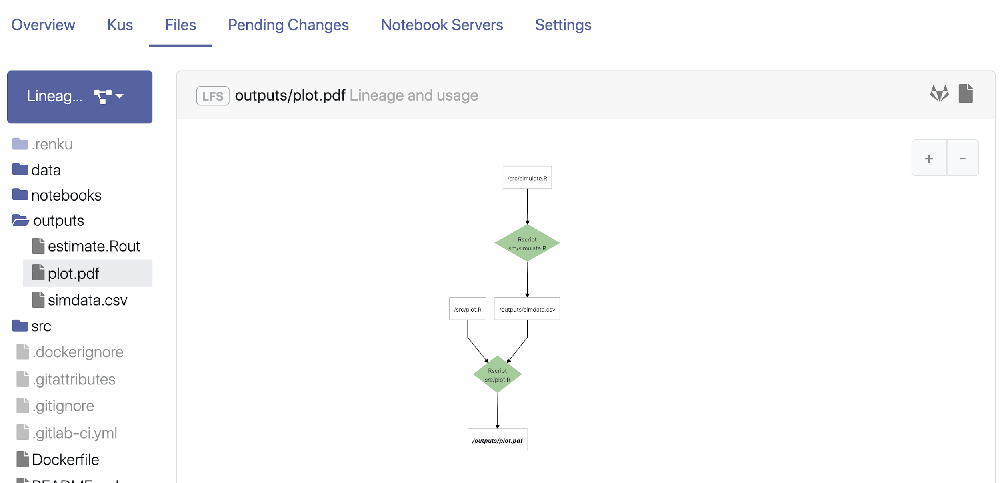 Overview Kus Files Pending Changes Notebook Servers Settings
Lineag...
LFS outputs/plot.pdf Lineage and usage
.renku
data
notebooks
outputs
estimate.Rout
plot.pdf
simdata.csv
src
.dockerignore
.gitattributes
.gitignore
.gitlab-ci.yml
Dockerfile
+ -
/src/simulate.R
Rscript
src/simulate.R
/src/plot.R /outputs/simdata.csv
Rscript
src/plot.R
/outputs/plot.pdf